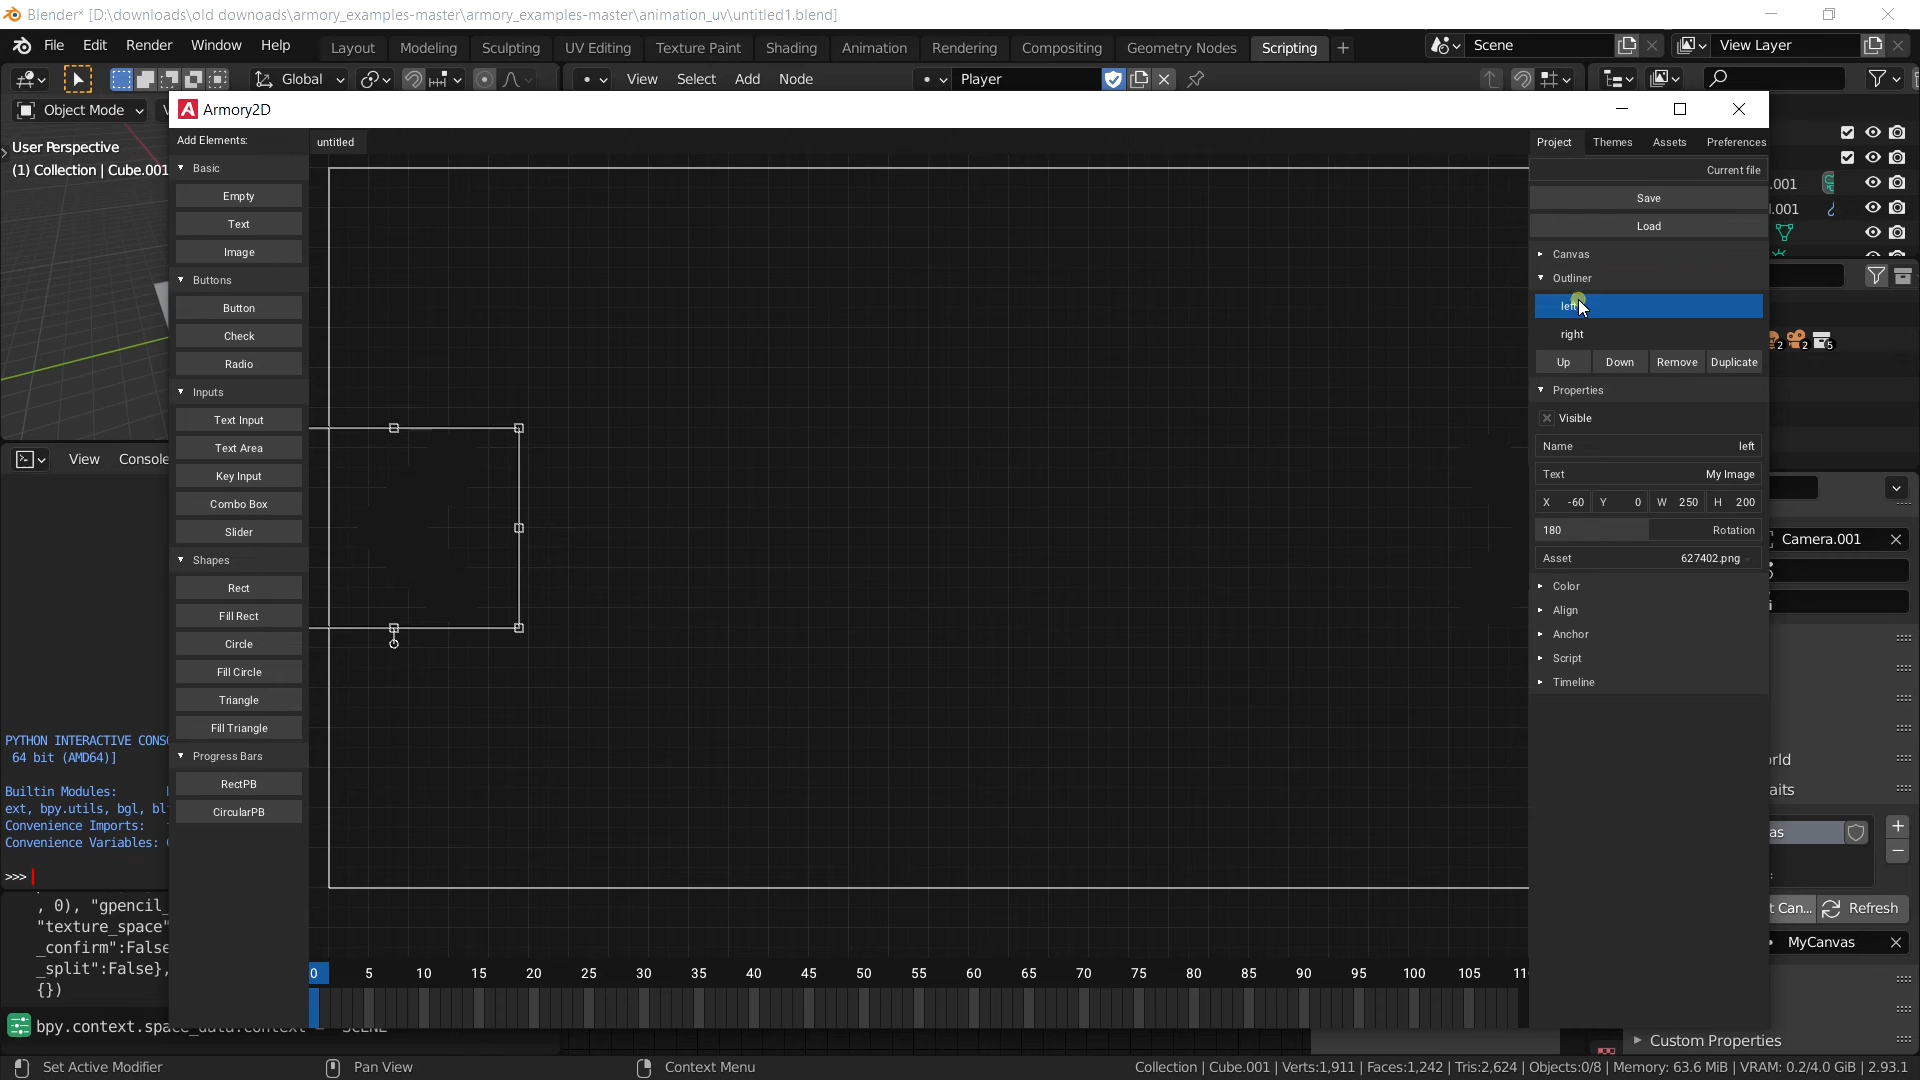 Blender* [D:\downloads\old downoads\armory_examples-master\armory_examples-master\animation_uv\untitled1.blend]
File Edit Render Window Help
Layout Modeling Sculpting UV Editing Texture Paint Shading Animation Rendering Compositing Geometry Nodes Scripting
Scene
View Layer
Global
View Select Add Node
Player
Object Mode
Armory2D
User Perspective
(1) Collection | Cube.001
Add Elements:
Basic
Empty
Text
Image
Buttons
Button
Check
Radio
Inputs
Text Input
Text Area
Key Input
Combo Box
Slider
Shapes
Rect
Fill Rect
Circle
Fill Circle
Triangle
Fill Triangle
Progress Bars
RectPB
CircularPB
untitled
Project Themes Assets Preferences
Current file
Save
Load
Canvas
Outliner
left
right
Up Down Remove Duplicate
Properties
Visible
Name left
Text My Image
X -60 Y 0 W 250 H 200
180 Rotation
Asset 627402.png
Color
Align
Anchor
Script
Timeline
0 5 10 15 20 25 30 35 40 45 50 55 60 65 70 75 80 85 90 95 100 105
View Console
PYTHON INTERACTIVE CONS
64 bit (AMD64)]
Builtin Modules:
ext, bpy.utils, bgl, bl
Convenience Imports:
Convenience Variables:
>>>
, 0), "gpencil_
"texture_space"
_confirm":False
_split":False},
{})
.001
.001
2 2 5
Camera.001
rld
aits
as
t Can... Refresh
MyCanvas
Custom Properties
Set Active Modifier
Pan View
Context Menu
Collection | Cube.001 | Verts:1,911 | Faces:1,242 | Tris:2,624 | Objects:0/8 | Memory: 63.6 MiB | VRAM: 0.2/4.0 GiB | 2.93.1